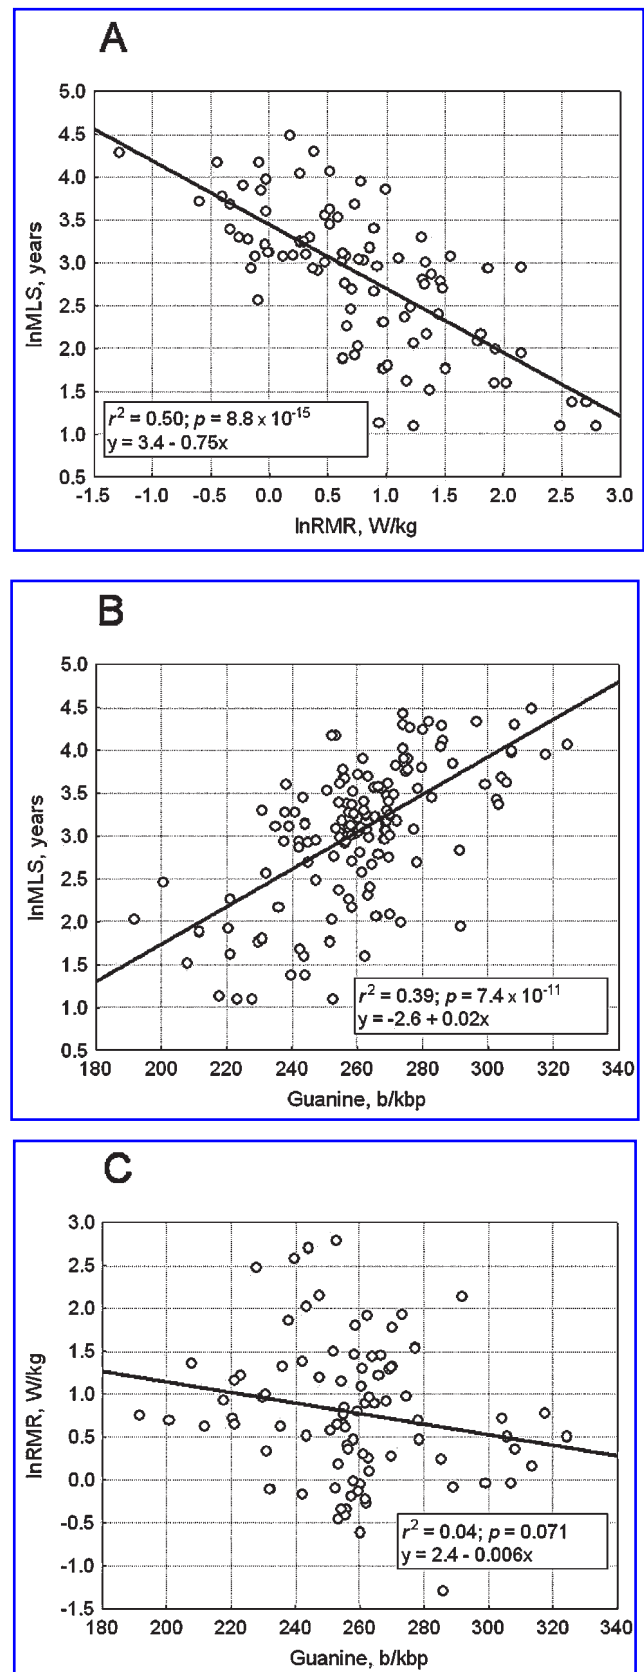 A
5.0
4.5
4.0
3.5
3.0
2.5
2.0
1.5
1.0
0.5
lnMLS, years
r² = 0.50; p = 8.8 x 10⁻¹⁵
y = 3.4 - 0.75x
-1.5 -1.0 -0.5 0.0 0.5 1.0 1.5 2.0 2.5 3.0
lnRMR, W/kg
B
5.0
4.5
4.0
3.5
3.0
2.5
2.0
1.5
1.0
0.5
lnMLS, years
r² = 0.39; p = 7.4 x 10⁻¹¹
y = -2.6 + 0.02x
180 200 220 240 260 280 300 320 340
Guanine, b/kbp
C
3.0
2.5
2.0
1.5
1.0
0.5
0.0
-0.5
-1.0
-1.5
lnRMR, W/kg
r² = 0.04; p = 0.071
y = 2.4 - 0.006x
180 200 220 240 260 280 300 320 340
Guanine, b/kbp